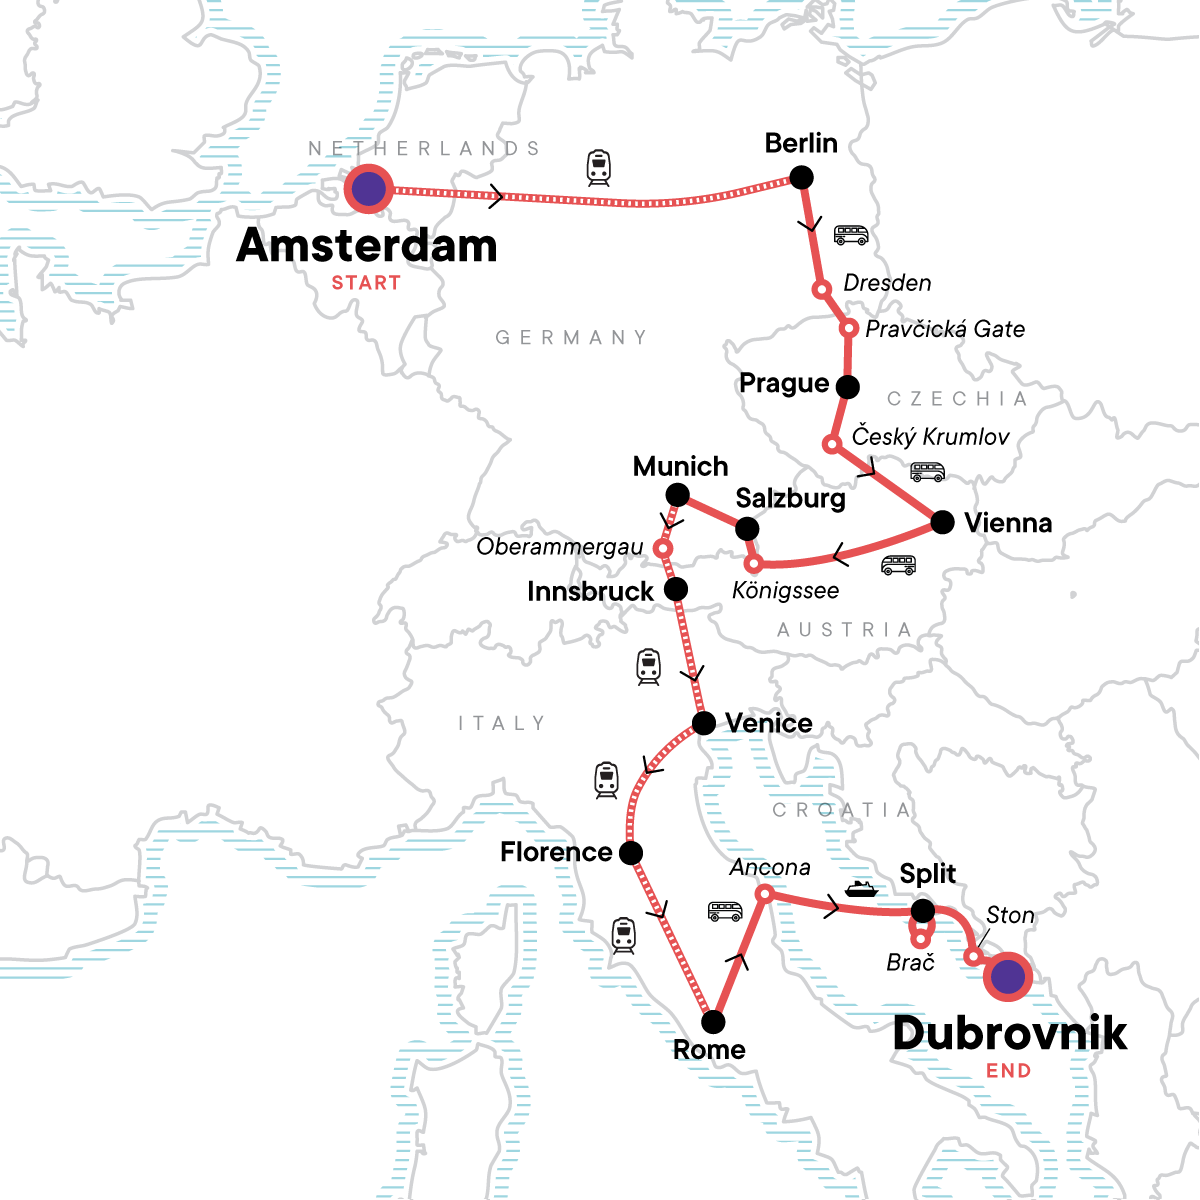 Berlin
NETHERLANDS
Amsterdam
START
Dresden
Pravčická Gate
GERMANY
Prague
CZECHIA
Český Krumlov
Munich
Salzburg
Vienna
Oberammergau
Königssee
Innsbruck
AUSTRIA
ITALY
Venice
CROATIA
Florence
Ancona
Split
Ston
Brač
Dubrovnik
END
Rome